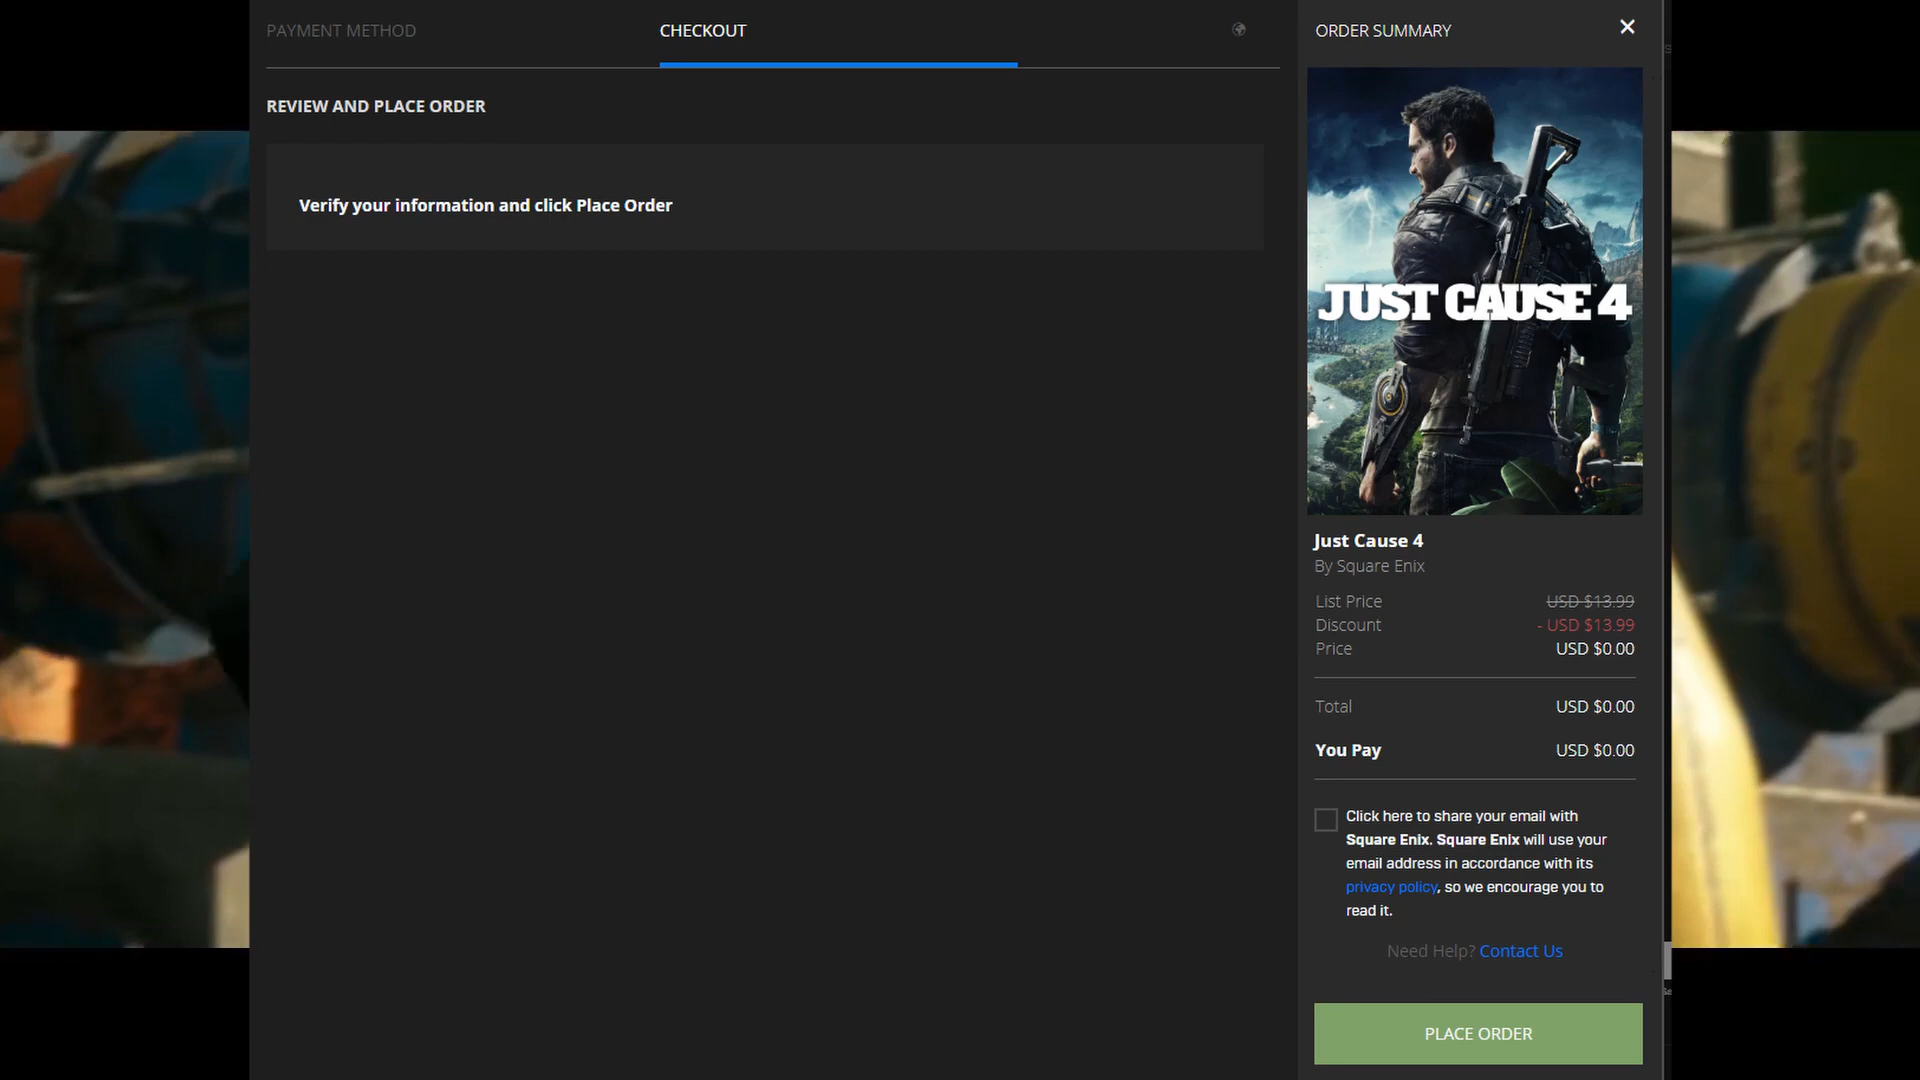 PAYMENT METHOD
CHECKOUT
REVIEW AND PLACE ORDER
Verify your information and click Place Order
ORDER SUMMARY
JUST CAUSE 4
Just Cause 4
By Square Enix
List Price USD $13.99
Discount - USD $13.99
Price USD $0.00
Total USD $0.00
You Pay USD $0.00
Click here to share your email with
Square Enix. Square Enix will use your
email address in accordance with its
privacy policy, so we encourage you to
read it.
Need Help? Contact Us
PLACE ORDER